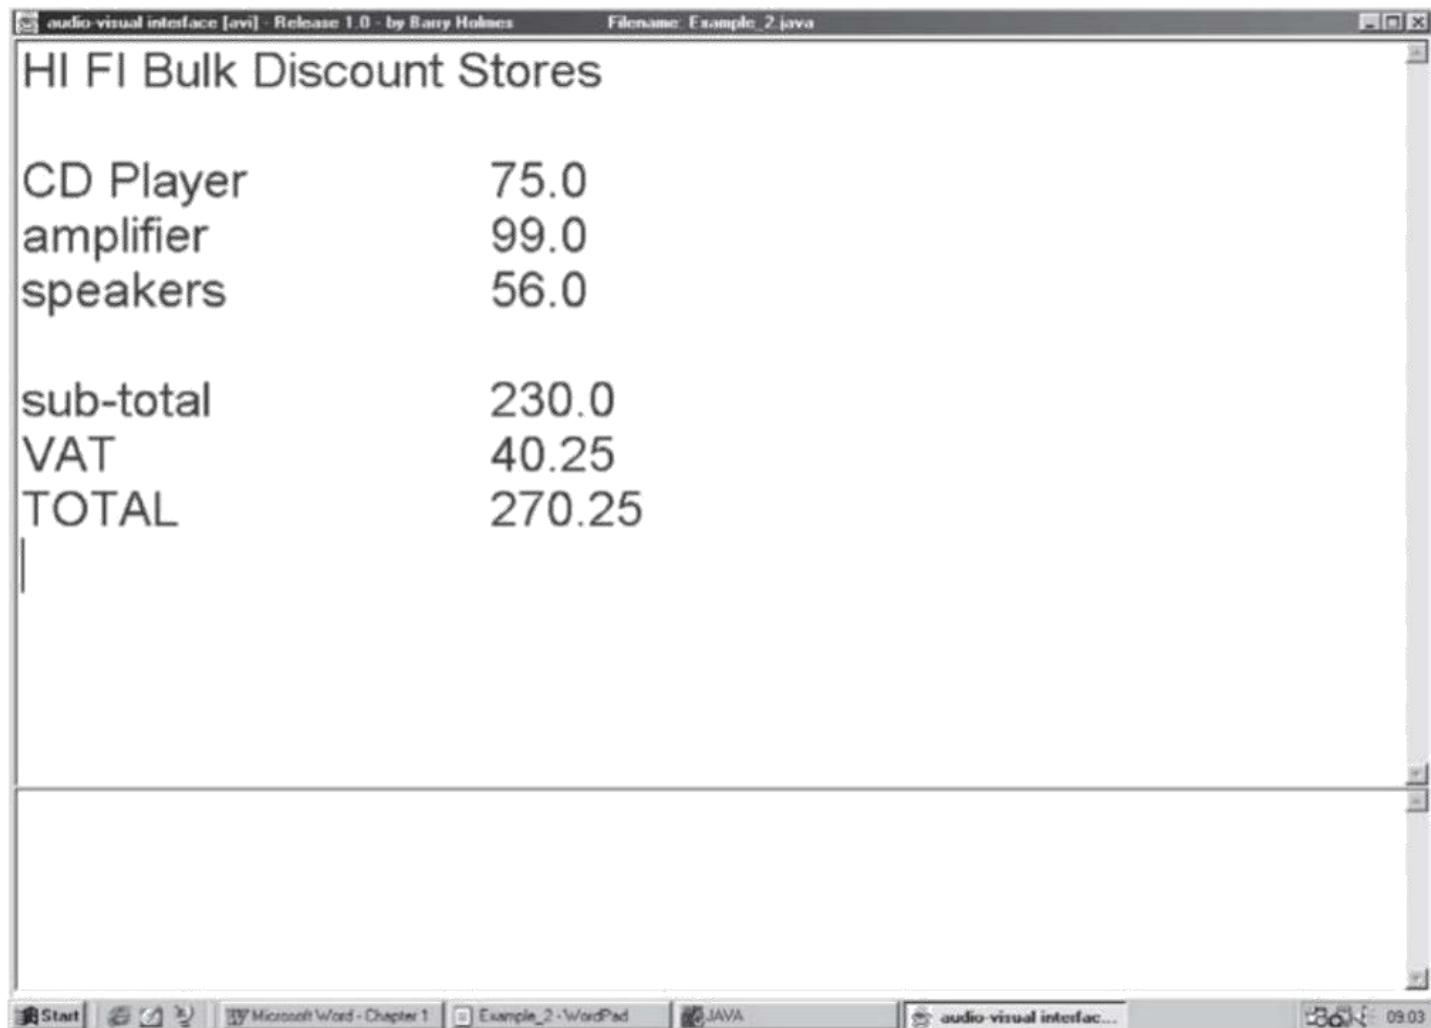 audio-visual interface [avi] - Release 1.0 - by Barry Holmes Filename: Example_2.java
HI FI Bulk Discount Stores
CD Player 75.0
amplifier 99.0
speakers 56.0
sub-total 230.0
VAT 40.25
TOTAL 270.25
Start Microsoft Word - Chapter 1 Example_2 - WordPad JAVA audio-visual interfac... 09:03